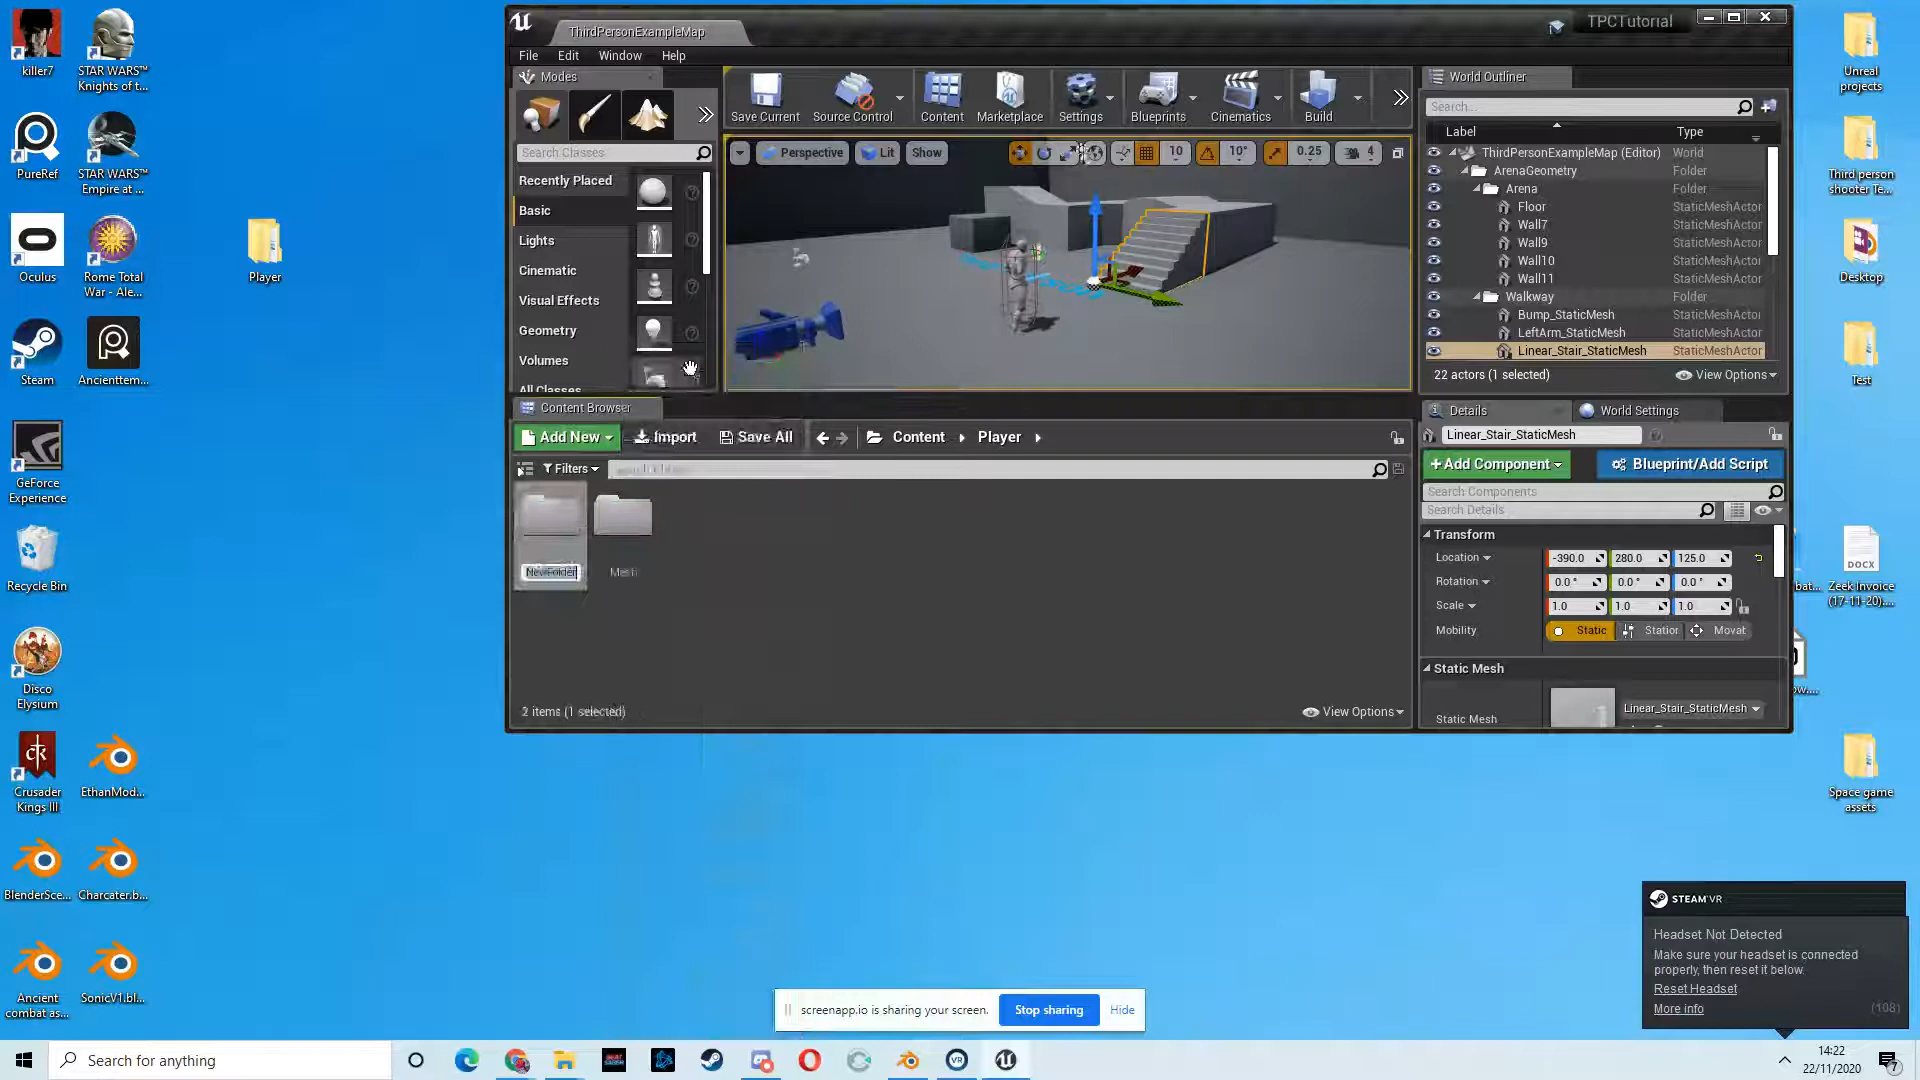 killer7
STAR WARS™
Knights of t...
PureRef
STAR WARS™
Empire at ...
Oculus
Rome Total
War - Ale...
Player
Steam
Ancienttem...
GeForce
Experience
Recycle Bin
Disco
Elysium
Crusader
Kings III
EthanMod...
BlenderSce...
Charcater.b...
Ancient
combat as...
SonicV1.bl...
ThirdPersonExampleMap
TPCTutorial
File
Edit
Window
Help
Modes
Search Classes
Recently Placed
Basic
Lights
Cinematic
Visual Effects
Geometry
Volumes
All Classes
Save Current
Source Control
Content
Marketplace
Settings
Blueprints
Cinematics
Build
Perspective
Lit
Show
10
10°
0.25
4
World Outliner
Search...
Label
Type
ThirdPersonExampleMap (Editor)
World
ArenaGeometry
Folder
Arena
Folder
Floor
StaticMeshActor
Wall7
StaticMeshActor
Wall9
StaticMeshActor
Wall10
StaticMeshActor
Wall11
StaticMeshActor
Walkway
Folder
Bump_StaticMesh
StaticMeshActor
LeftArm_StaticMesh
StaticMeshActor
Linear_Stair_StaticMesh
StaticMeshActor
22 actors (1 selected)
View Options
Content Browser
Add New
Import
Save All
Content
Player
Filters
NewFolder
Mesh
2 items (1 selected)
View Options
Details
World Settings
Linear_Stair_StaticMesh
+Add Component
Blueprint/Add Script
Search Components
Search Details
Transform
Location
-390.0
280.0
125.0
Rotation
0.0 °
0.0 °
0.0 °
Scale
1.0
1.0
1.0
Mobility
Static
Station
Movat
Static Mesh
Static Mesh
Linear_Stair_StaticMesh
Unreal
projects
Third person
shooter Te...
Desktop
Test
DOCX
bat...
Zeek Invoice
(17-11-20)....
ow....
Space game
assets
STEAMVR
Headset Not Detected
Make sure your headset is connected
properly, then reset it below.
Reset Headset
More info
(108)
screenapp.io is sharing your screen.
Stop sharing
Hide
Search for anything
14:22
22/11/2020
7